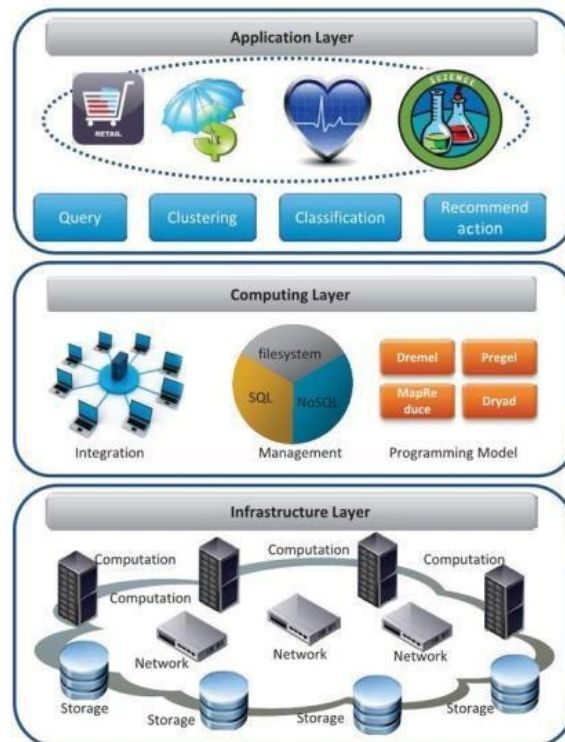 Application Layer
RETAIL
SCIENCE
Query
Clustering
Classification
Recommend
action
Computing Layer
filesystem
SQL
NoSQL
Dremel
Pregel
MapRe
duce
Dryad
Integration
Management
Programming Model
Infrastructure Layer
Computation
Computation
Computation
Computation
Network
Network
Network
Storage
Storage
Storage
Storage